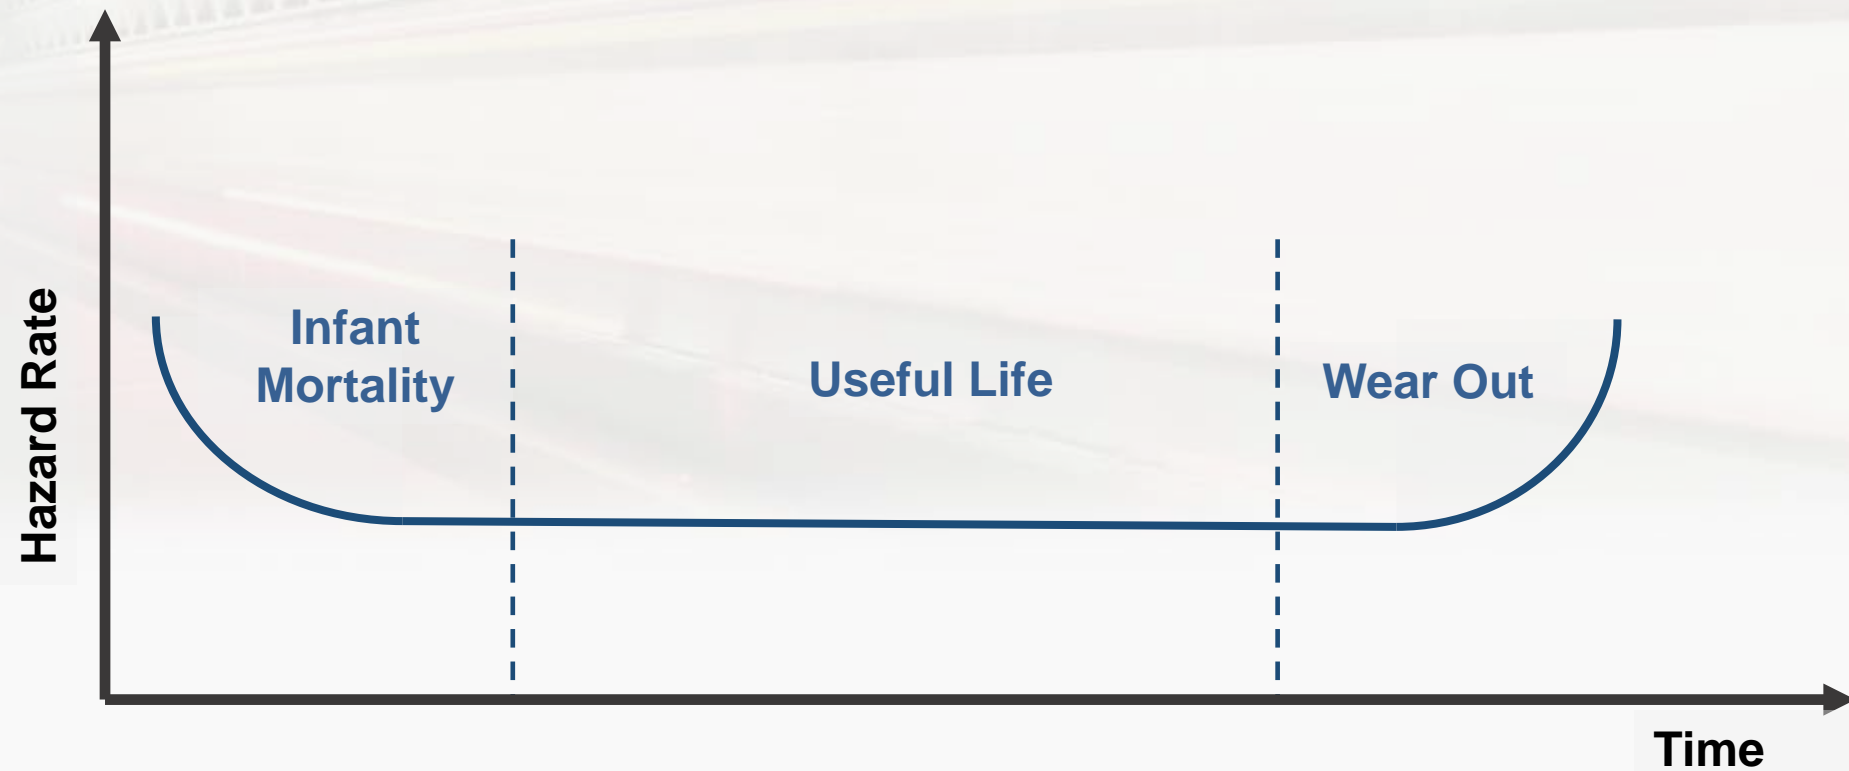 Hazard Rate
Infant
Mortality
Useful Life
Wear Out
Time